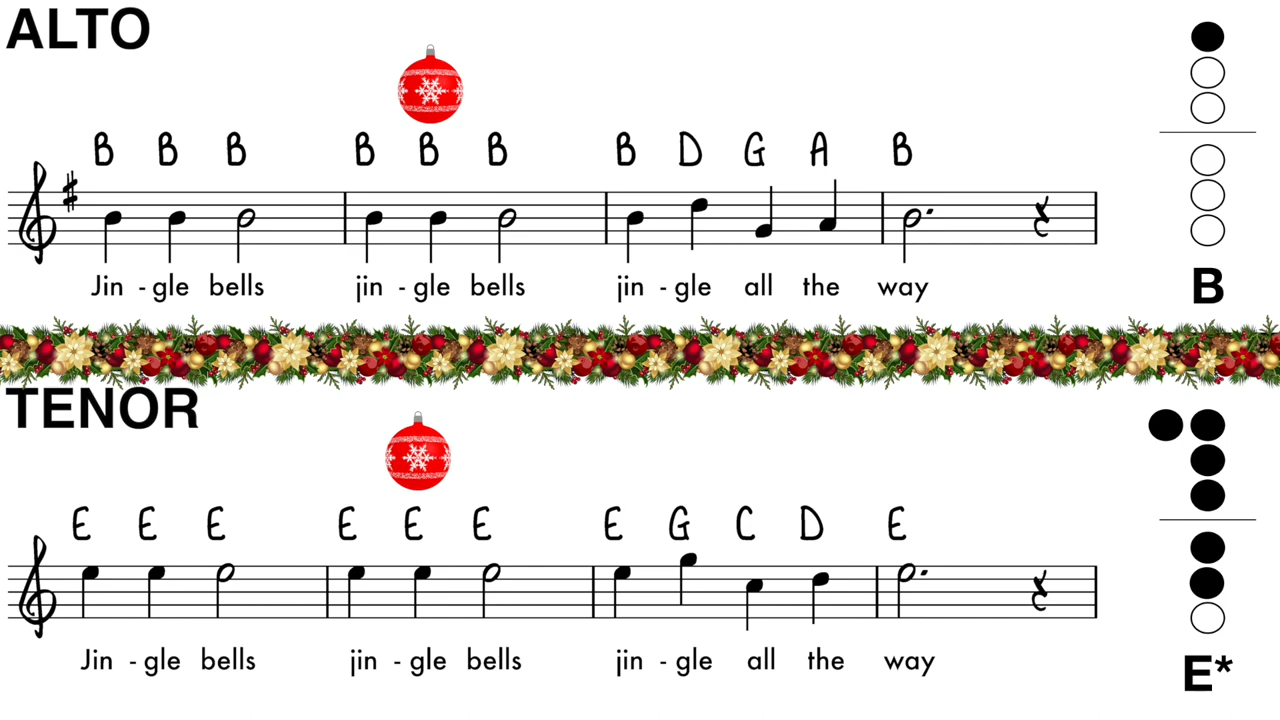 ALTO
B B B B B B B D G A B
Jin - gle bells jin - gle bells jin - gle all the way
B
TENOR
E E E E E E E G C D E
Jin - gle bells jin - gle bells jin - gle all the way
E*